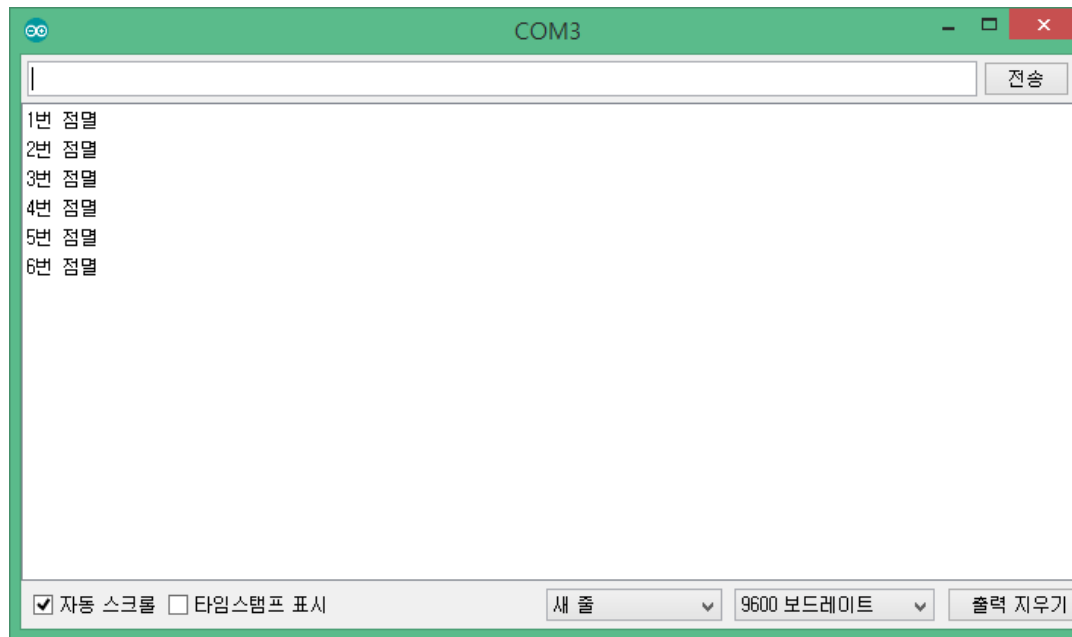 COM3
전송
1번 점멸
2번 점멸
3번 점멸
4번 점멸
5번 점멸
6번 점멸
자동 스크롤 타임스탬프 표시 새 줄 9600 보드레이트 출력 지우기